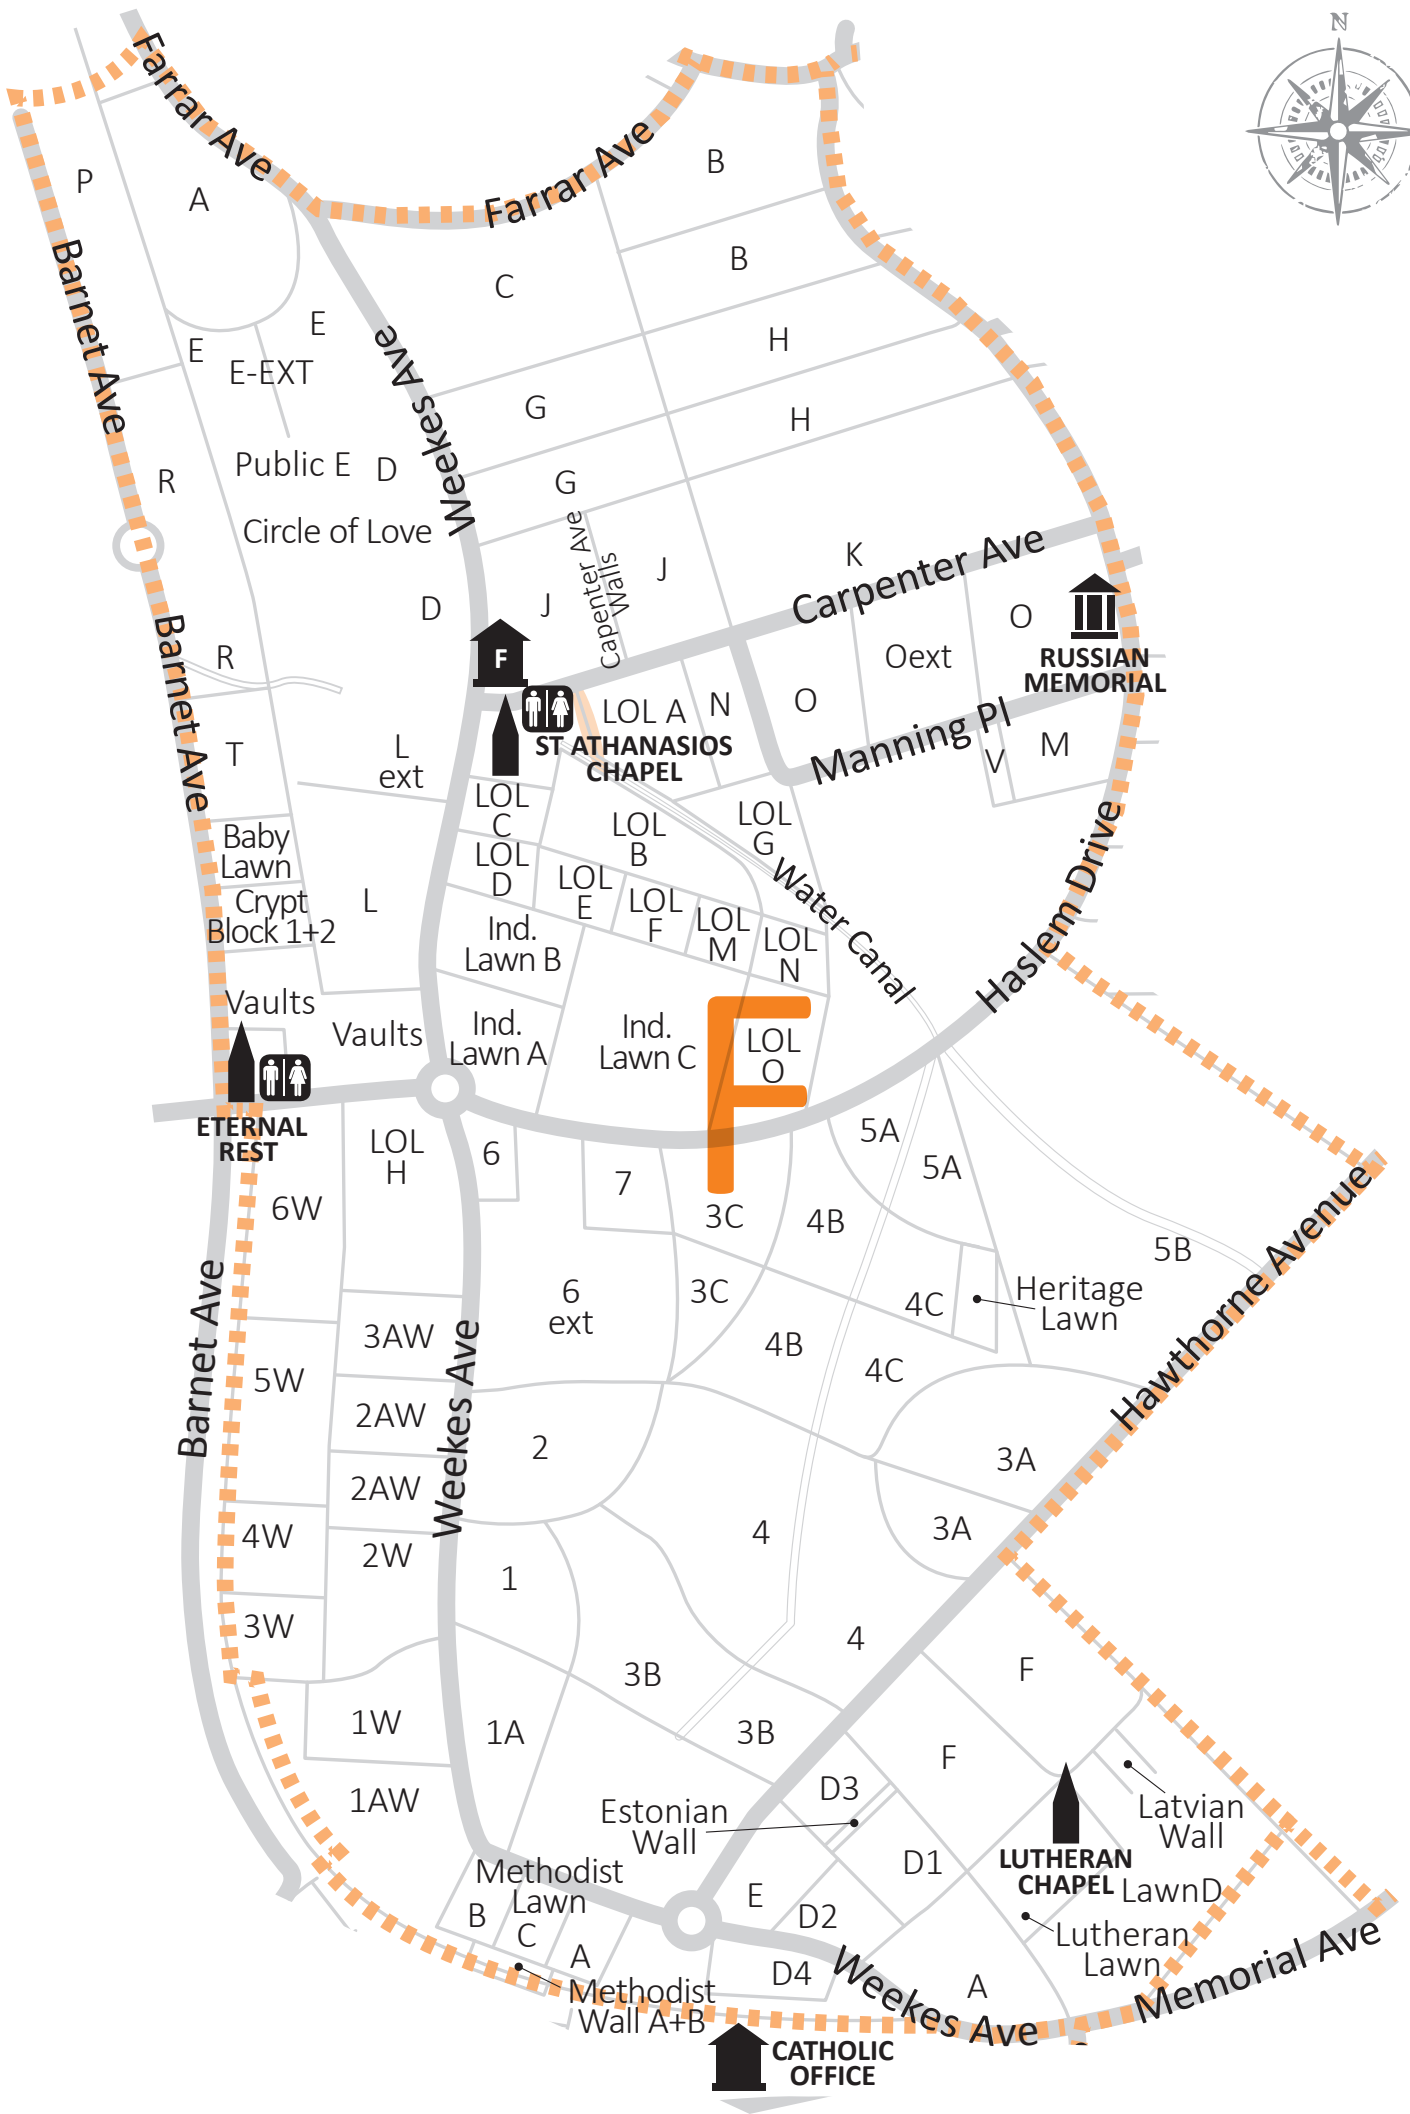 N
Farrar Ave
Farrar Ave
B
P
A
B
Barnet Ave
C
E
H
E
Weekes Ave
E-EXT
G
H
Public E
D
R
G
Circle of Love
Capenter Ave
Walls
K
Carpenter Ave
J
J
D
O
R
F
Oext
RUSSIAN
MEMORIAL
Barnet Ave
LOL A
N
O
Manning Pl
T
L
ext
ST ATHANASIOS
CHAPEL
V
M
LOL
C
LOL
B
LOL
G
Baby
Lawn
LOL
D
LOL
E
LOL
F
LOL
M
LOL
N
Water Canal
Haslem Drive
Crypt
Block 1+2
L
Ind.
Lawn B
Vaults
Vaults
Ind.
Lawn A
Ind.
Lawn C
F
LOL
O
ETERNAL
REST
LOL
H
6
7
5A
5A
6W
3C
4B
5B
Hawthorne Avenue
Barnet Ave
6
ext
3C
4C
Heritage
Lawn
3AW
Weekes Ave
4B
4C
5W
2AW
2
3A
2AW
4W
4
3A
2W
1
3W
4
3B
F
1W
1A
3B
F
1AW
D3
Estonian
Wall
Latvian
Wall
D1
LUTHERAN
CHAPEL
LawnD
Methodist
Lawn
E
D2
B
C
A
Lutheran
Lawn
D4
Weekes Ave
A
Memorial Ave
Methodist
Wall A+B
CATHOLIC
OFFICE